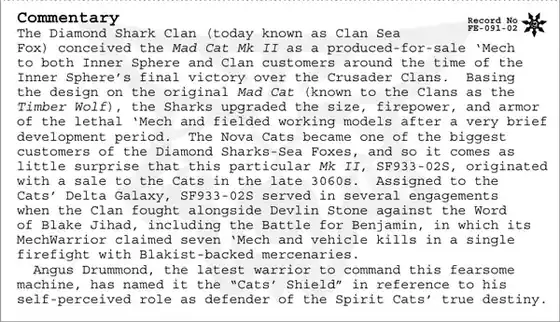 Commentary
Record No
FE-091-02
The Diamond Shark Clan (today known as Clan Sea
Fox) conceived the Mad Cat Mk II as a produced-for-sale ‘Mech
to both Inner Sphere and Clan customers around the time of the
Inner Sphere’s final victory over the Crusader Clans.  Basing
the design on the original Mad Cat (known to the Clans as the
Timber Wolf), the Sharks upgraded the size, firepower, and armor
of the lethal ‘Mech and fielded working models after a very brief
development period.  The Nova Cats became one of the biggest
customers of the Diamond Sharks-Sea Foxes, and so it comes as
little surprise that this particular Mk II, SF933-02S, originated
with a sale to the Cats in the late 3060s.  Assigned to the
Cats’ Delta Galaxy, SF933-02S served in several engagements
when the Clan fought alongside Devlin Stone against the Word
of Blake Jihad, including the Battle for Benjamin, in which its
MechWarrior claimed seven ‘Mech and vehicle kills in a single
firefight with Blakist-backed mercenaries.
Angus Drummond, the latest warrior to command this fearsome
machine, has named it the “Cats’ Shield” in reference to his
self-perceived role as defender of the Spirit Cats’ true destiny.